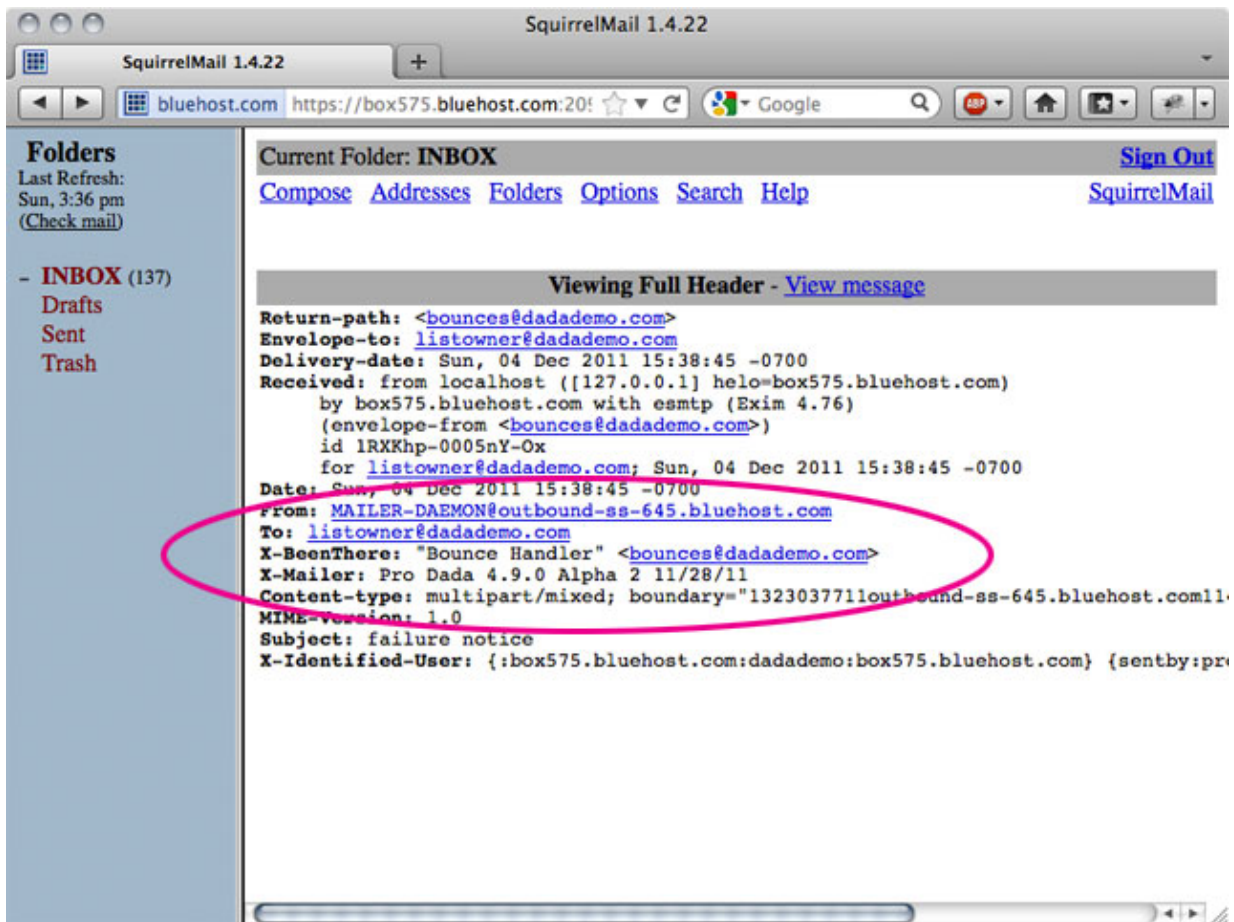 SquirrelMail 1.4.22
SquirrelMail 1.4.22
bluehost.com https://box575.bluehost.com:209 Google
ABP
Folders
Last Refresh:
Sun, 3:36 pm
(Check mail)
- INBOX (137)
Drafts
Sent
Trash
Current Folder: INBOX Sign Out
Compose Addresses Folders Options Search Help SquirrelMail
Viewing Full Header - View message
Return-path: <bounces@dadademo.com>
Envelope-to: listowner@dadademo.com
Delivery-date: Sun, 04 Dec 2011 15:38:45 -0700
Received: from localhost ([127.0.0.1] helo=box575.bluehost.com)
by box575.bluehost.com with esmtp (Exim 4.76)
(envelope-from <bounces@dadademo.com>)
id 1RXKhp-0005nY-Ox
for listowner@dadademo.com; Sun, 04 Dec 2011 15:38:45 -0700
Date: Sun, 04 Dec 2011 15:38:45 -0700
From: MAILER-DAEMON@outbound-ss-645.bluehost.com
To: listowner@dadademo.com
X-BeenThere: "Bounce Handler" <bounces@dadademo.com>
X-Mailer: Pro Dada 4.9.0 Alpha 2 11/28/11
Content-type: multipart/mixed; boundary="1323037711outbound-ss-645.bluehost.com11
MIME-Version: 1.0
Subject: failure notice
X-Identified-User: {:box575.bluehost.com:dadademo:box575.bluehost.com} {sentby:pr